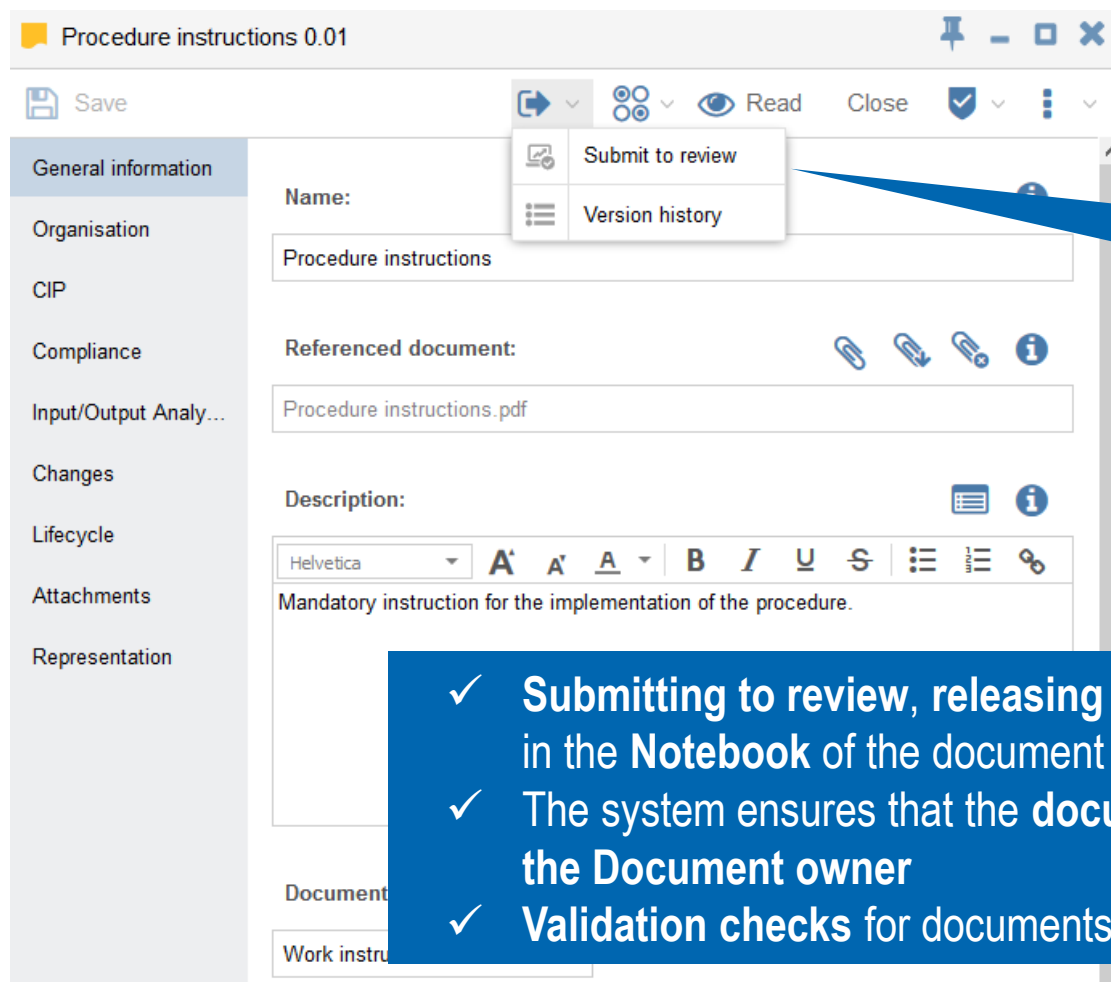 Procedure instructions 0.01
Save
Read
Close
Submit to review
Version history
General information
Organisation
CIP
Compliance
Input/Output Analy...
Changes
Lifecycle
Attachments
Representation
Name:
Procedure instructions
Referenced document:
Procedure instructions.pdf
Description:
Helvetica
Mandatory instruction for the implementation of the procedure.
Document
Work instru
✓ Submitting to review, releasing
in the Notebook of the document
✓ The system ensures that the docu
the Document owner
✓ Validation checks for documents